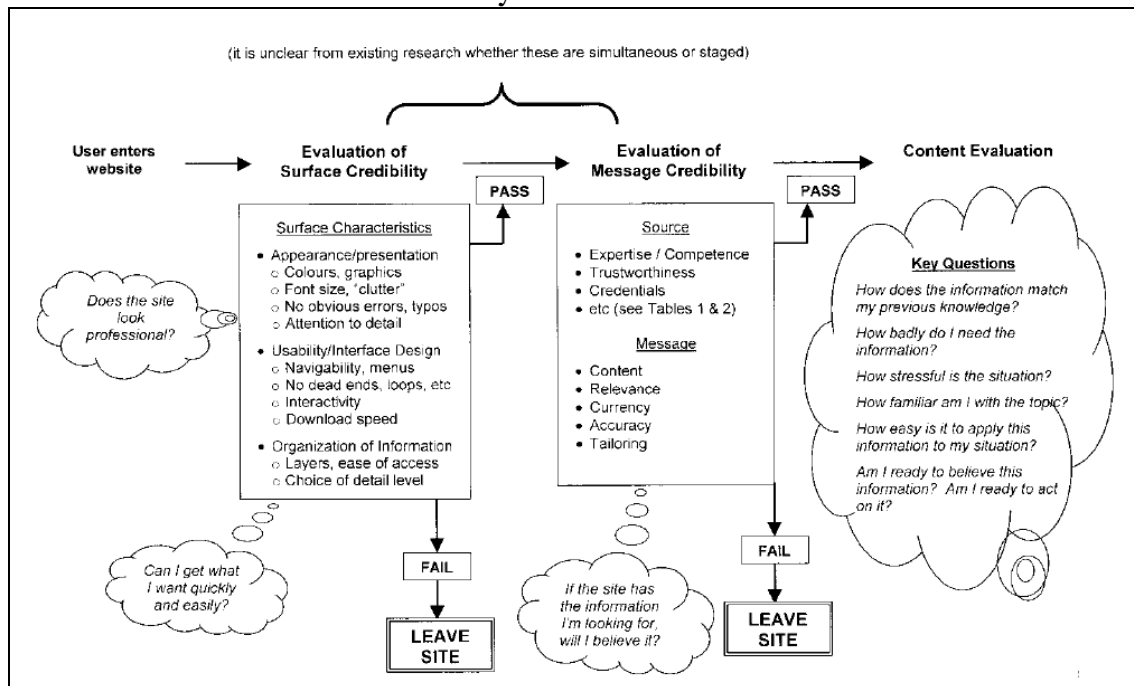 (it is unclear from existing research whether these are simultaneous or staged)
User enters
website
Evaluation of
Surface Credibility
PASS
Evaluation of
Message Credibility
PASS
Content Evaluation
Surface Characteristics
• Appearance/presentation
○ Colours, graphics
○ Font size, "clutter"
○ No obvious errors, typos
○ Attention to detail
• Usability/Interface Design
○ Navigability, menus
○ No dead ends, loops, etc
○ Interactivity
○ Download speed
• Organization of Information
○ Layers, ease of access
○ Choice of detail level
Does the site
look
professional?
Can I get what
I want quickly
and easily?
FAIL
LEAVE
SITE
Source
• Expertise / Competence
• Trustworthiness
• Credentials
• etc (see Tables 1 & 2)
Message
• Content
• Relevance
• Currency
• Accuracy
• Tailoring
If the site has
the information
I'm looking for,
will I believe it?
FAIL
LEAVE
SITE
Key Questions
How does the information match
my previous knowledge?
How badly do I need the
information?
How stressful is the situation?
How familiar am I with the topic?
How easy is it to apply this
information to my situation?
Am I ready to believe this
information? Am I ready to act
on it?